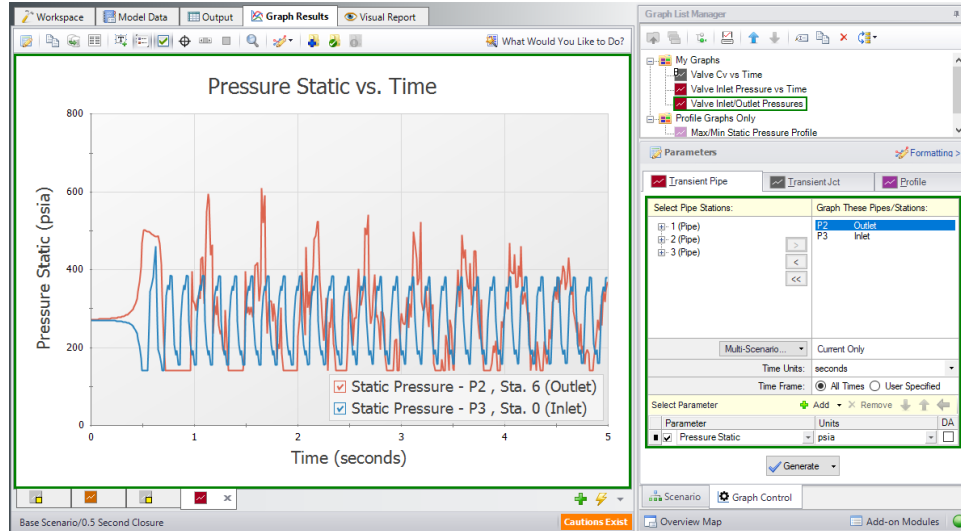 Workspace Model Data Output Graph Results Visual Report
What Would You Like to Do?
Pressure Static vs. Time
Pressure Static (psia)
800
600
400
200
0
0 1 2 3 4 5
Time (seconds)
Static Pressure - P2 , Sta. 6 (Outlet)
Static Pressure - P3 , Sta. 0 (Inlet)
Base Scenario/0.5 Second Closure
Cautions Exist
Graph List Manager
My Graphs
Valve Cv vs Time
Valve Inlet Pressure vs Time
Valve Inlet/Outlet Pressures
Profile Graphs Only
Max/Min Static Pressure Profile
Parameters Formatting >
Transient Pipe Transient Jct Profile
Select Pipe Stations: Graph These Pipes/Stations:
1 (Pipe)
2 (Pipe)
3 (Pipe)
P2 Outlet
P3 Inlet
>
<
<<
Multi-Scenario... Current Only
Time Units: seconds
Time Frame: All Times User Specified
Select Parameter Add Remove
Parameter Units DA
Pressure Static psia
Generate
Scenario Graph Control
Overview Map Add-on Modules